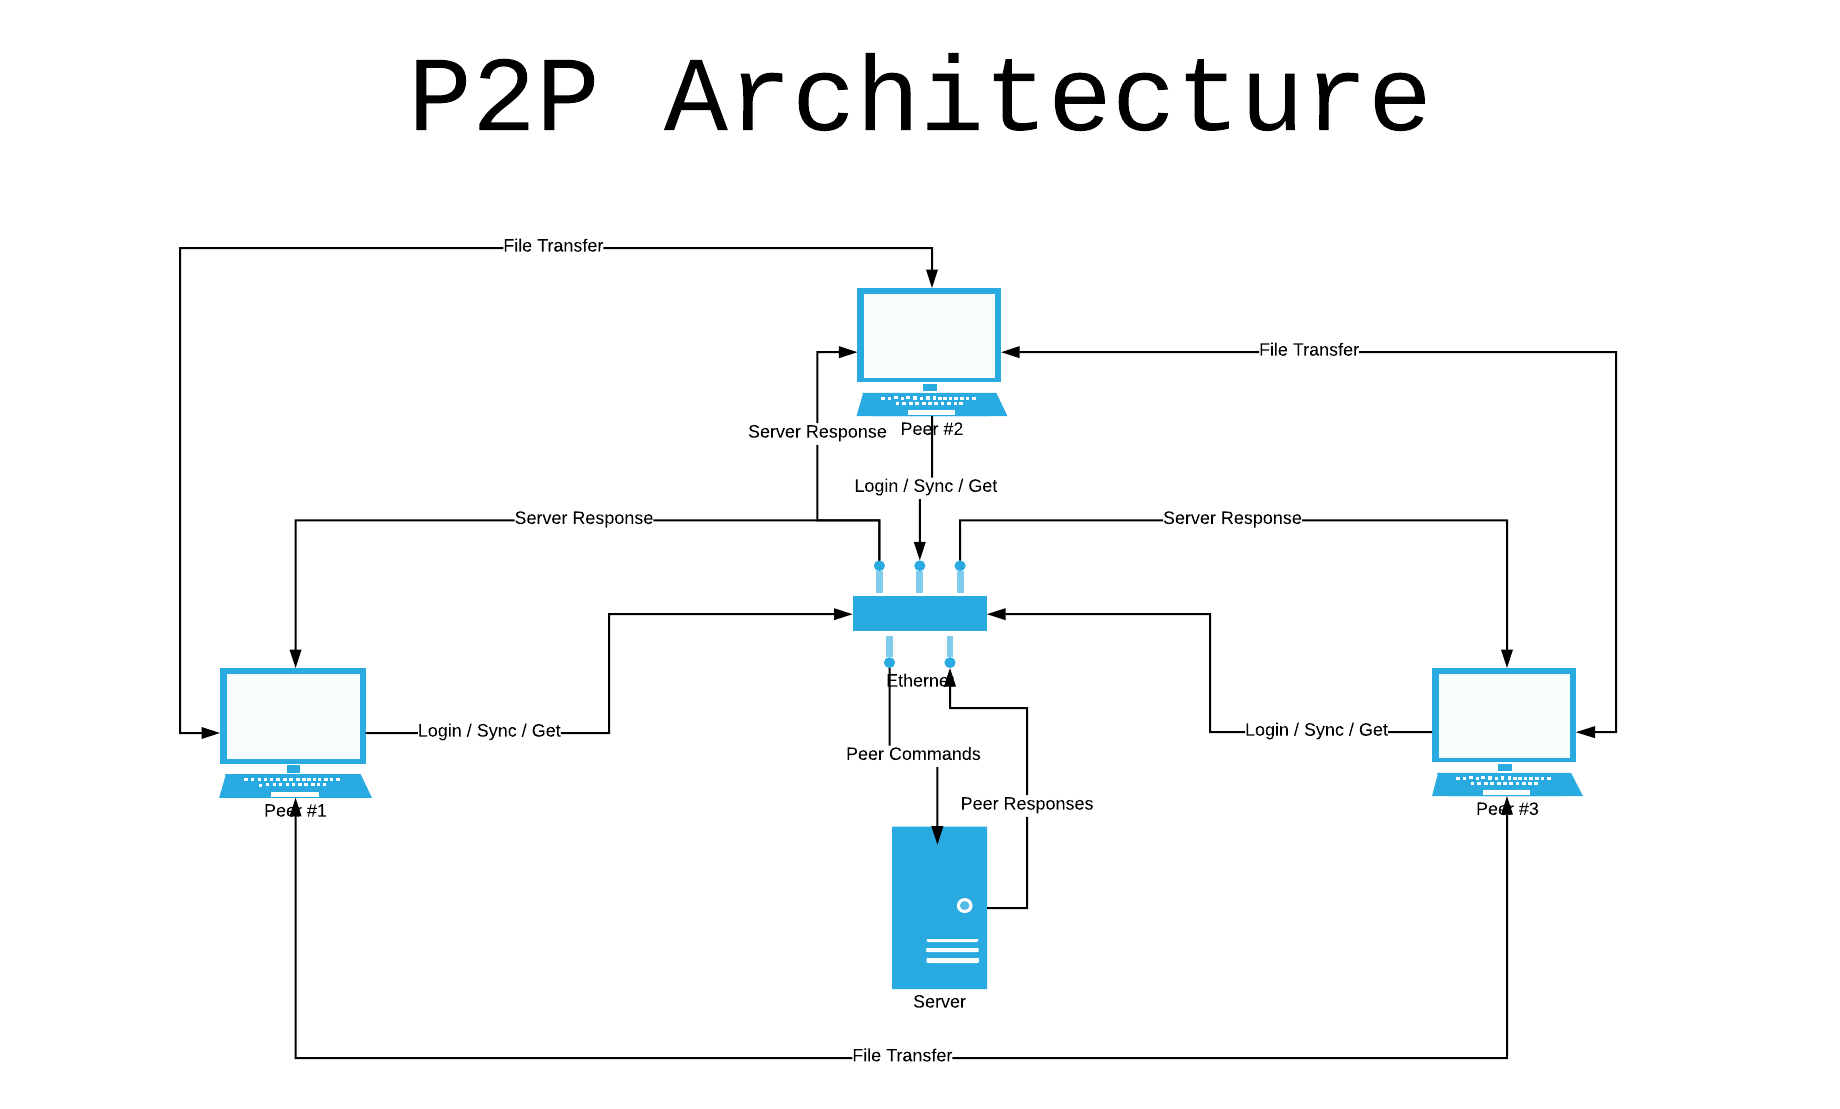 P2P Architecture
File Transfer
File Transfer
Server Response
Peer #2
Login / Sync / Get
Server Response
Server Response
Ethernet
Login / Sync / Get
Login / Sync / Get
Peer Commands
Peer Responses
Peer #1
Peer #3
Server
File Transfer